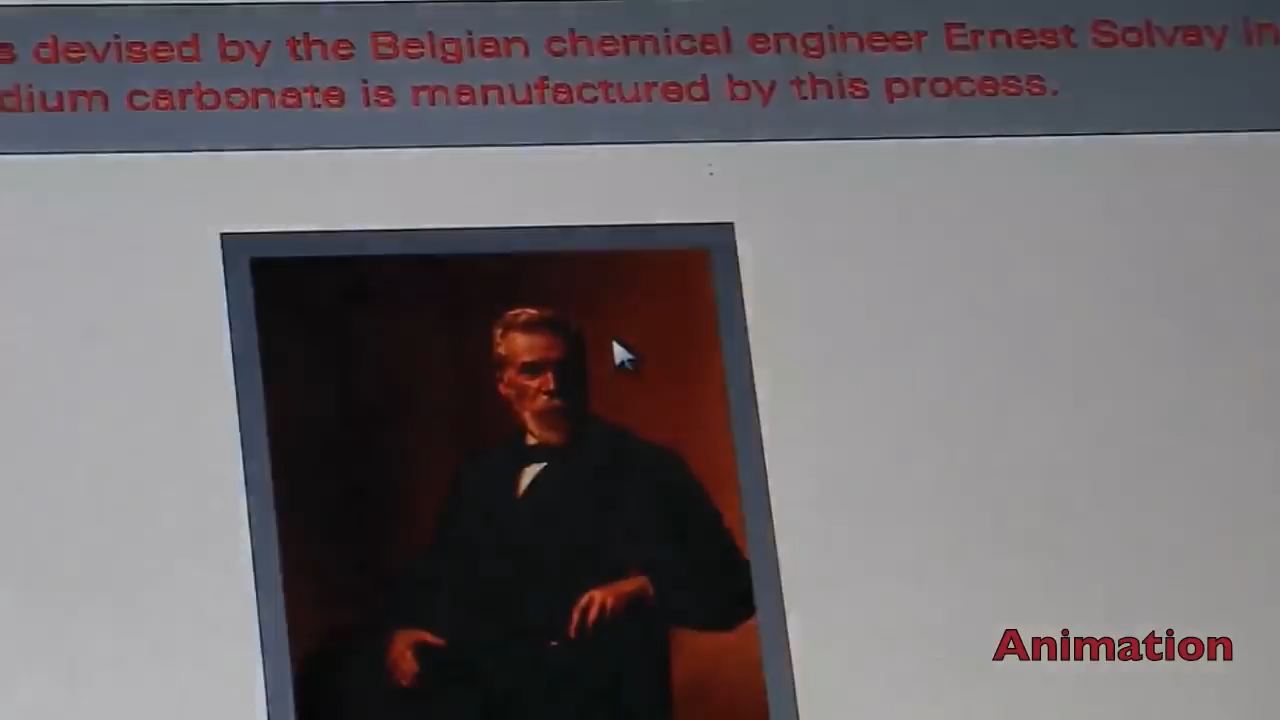 s devised by the Belgian chemical engineer Ernest Solvay in
dium carbonate is manufactured by this process.
Animation